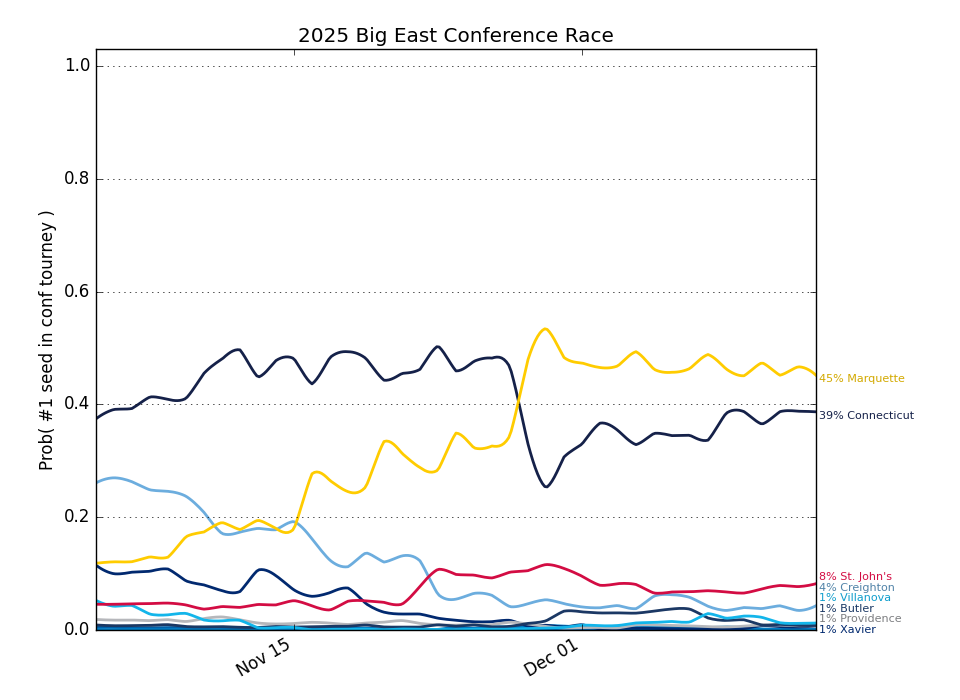 2025 Big East Conference Race
Prob( #1 seed in conf tourney )
1.0
0.8
0.6
0.4
0.2
0.0
Nov 15
Dec 01
45% Marquette
39% Connecticut
8% St. John's
4% Creighton
1% Villanova
1% Butler
1% Providence
1% Xavier